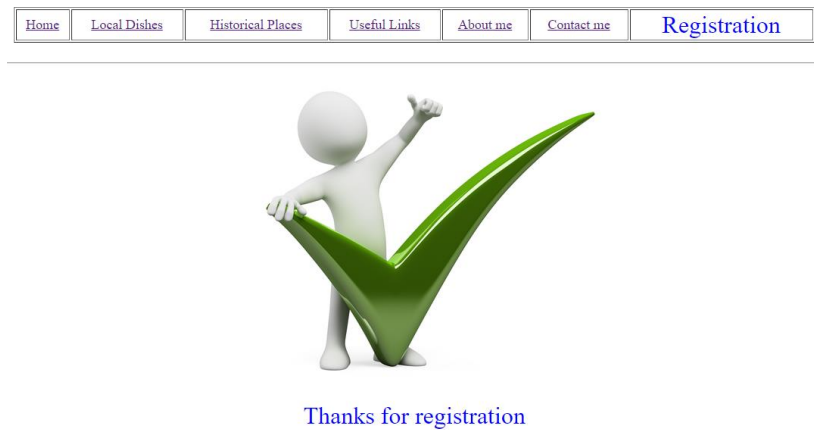 Home Local Dishes Historical Places Useful Links About me Contact me Registration
Thanks for registration